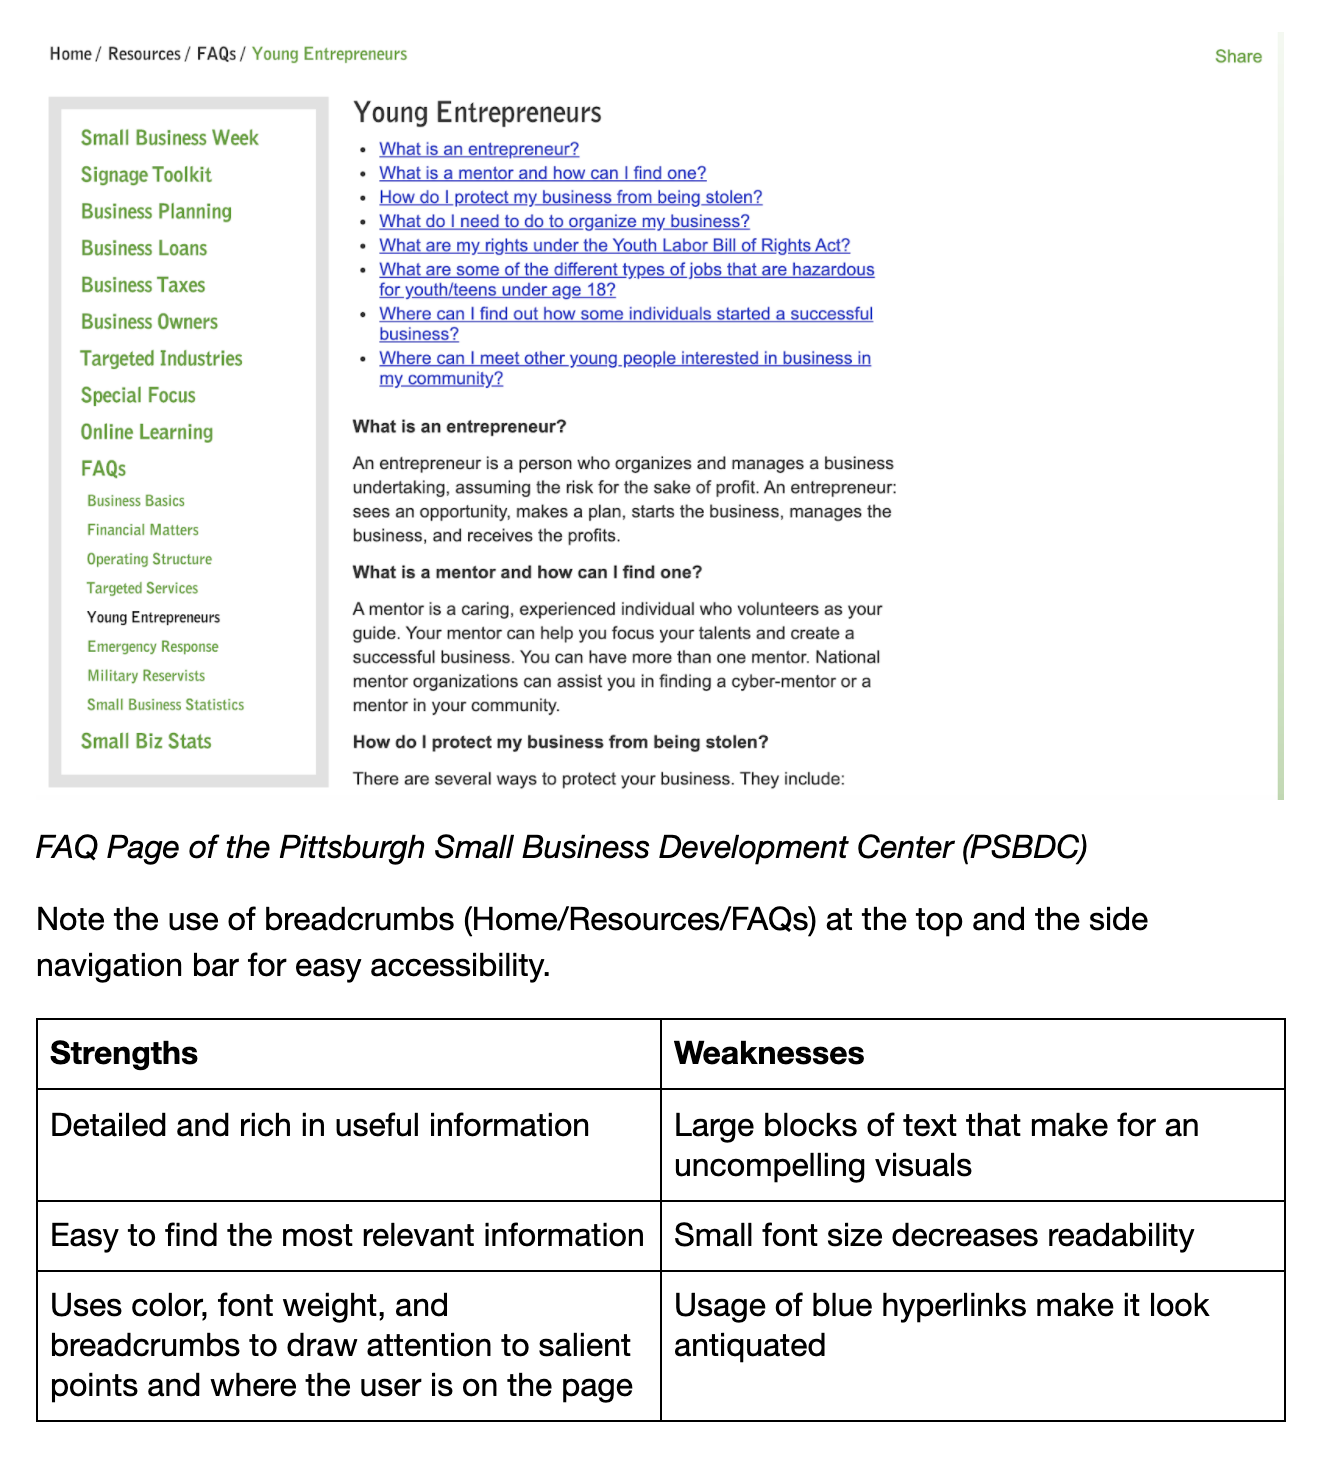 Home / Resources / FAQs / Young Entrepreneurs
Share
Small Business Week
Signage Toolkit
Business Planning
Business Loans
Business Taxes
Business Owners
Targeted Industries
Special Focus
Online Learning
FAQs
Business Basics
Financial Matters
Operating Structure
Targeted Services
Young Entrepreneurs
Emergency Response
Military Reservists
Small Business Statistics
Small Biz Stats
Young Entrepreneurs
• What is an entrepreneur?
• What is a mentor and how can I find one?
• How do I protect my business from being stolen?
• What do I need to do to organize my business?
• What are my rights under the Youth Labor Bill of Rights Act?
• What are some of the different types of jobs that are hazardous
for youth/teens under age 18?
• Where can I find out how some individuals started a successful
business?
• Where can I meet other young people interested in business in
my community?
What is an entrepreneur?
An entrepreneur is a person who organizes and manages a business
undertaking, assuming the risk for the sake of profit. An entrepreneur:
sees an opportunity, makes a plan, starts the business, manages the
business, and receives the profits.
What is a mentor and how can I find one?
A mentor is a caring, experienced individual who volunteers as your
guide. Your mentor can help you focus your talents and create a
successful business. You can have more than one mentor. National
mentor organizations can assist you in finding a cyber-mentor or a
mentor in your community.
How do I protect my business from being stolen?
There are several ways to protect your business. They include:
FAQ Page of the Pittsburgh Small Business Development Center (PSBDC)
Note the use of breadcrumbs (Home/Resources/FAQs) at the top and the side
navigation bar for easy accessibility.
Strengths
Weaknesses
Detailed and rich in useful information
Large blocks of text that make for an
uncompelling visuals
Easy to find the most relevant information
Small font size decreases readability
Uses color, font weight, and
breadcrumbs to draw attention to salient
points and where the user is on the page
Usage of blue hyperlinks make it look
antiquated